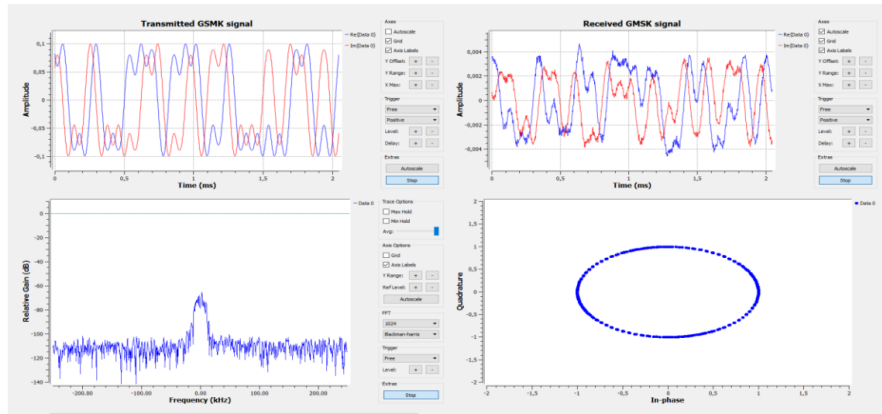 Transmitted GSMK signal
Re{Data 0}
Im{Data 0}
0,1
0,05
0
-0,05
-0,1
Amplitude
0
0,5
1
1,5
2
Time (ms)
Axes
Autoscale
Grid
Axis Labels
Y Offset: + -
Y Range: + -
X Max: + -
Trigger
Free
Positive
Level: + -
Delay: + -
Extras
Autoscale
Stop
Received GMSK signal
Re{Data 0}
Im{Data 0}
0,004
0,002
0
-0,002
-0,004
Amplitude
0
0,5
1
1,5
2
Time (ms)
Axes
Autoscale
Grid
Axis Labels
Y Offset: + -
Y Range: + -
X Max: + -
Trigger
Free
Positive
Level: + -
Delay: + -
Extras
Autoscale
Stop
Data 0
0
-20
-40
-60
-80
-100
-120
-140
Relative Gain (dB)
-200.00
-100.00
0.00
100.00
200.00
Frequency (kHz)
Trace Options
Max Hold
Min Hold
Avg:
Axis Options
Grid
Axis Labels
Y Range: + -
Ref Level: + -
Autoscale
FFT
1024
Blackman-harris
Trigger
Free
Level: + -
Extras
Stop
Data 0
2
1,5
1
0,5
0
-0,5
-1
-1,5
-2
Quadrature
-2
-1,5
-1
-0,5
0
0,5
1
1,5
2
In-phase